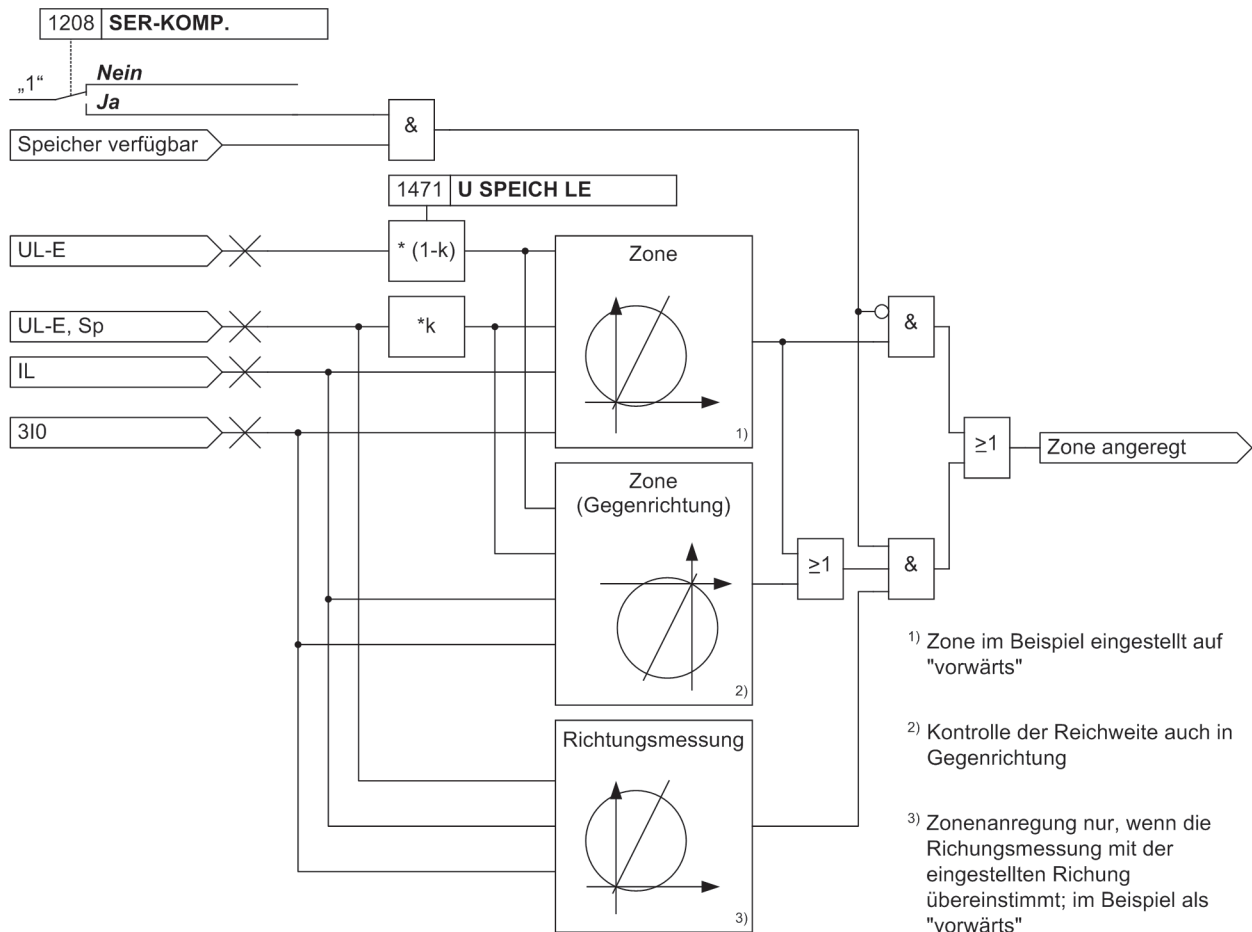 1208 SER-KOMP.
„1“
Nein
Ja
Speicher verfügbar
&
1471 U SPEICH LE
UL-E
* (1-k)
Zone
1)
UL-E, Sp
*k
IL
3I0
&
≥1
Zone angeregt
Zone
(Gegenrichtung)
2)
≥1
&
Richtungsmessung
3)
1) Zone im Beispiel eingestellt auf
"vorwärts"
2) Kontrolle der Reichweite auch in
Gegenrichtung
3) Zonenanregung nur, wenn die
Richungsmessung mit der
eingestellten Richung
übereinstimmt; im Beispiel als
"vorwärts"